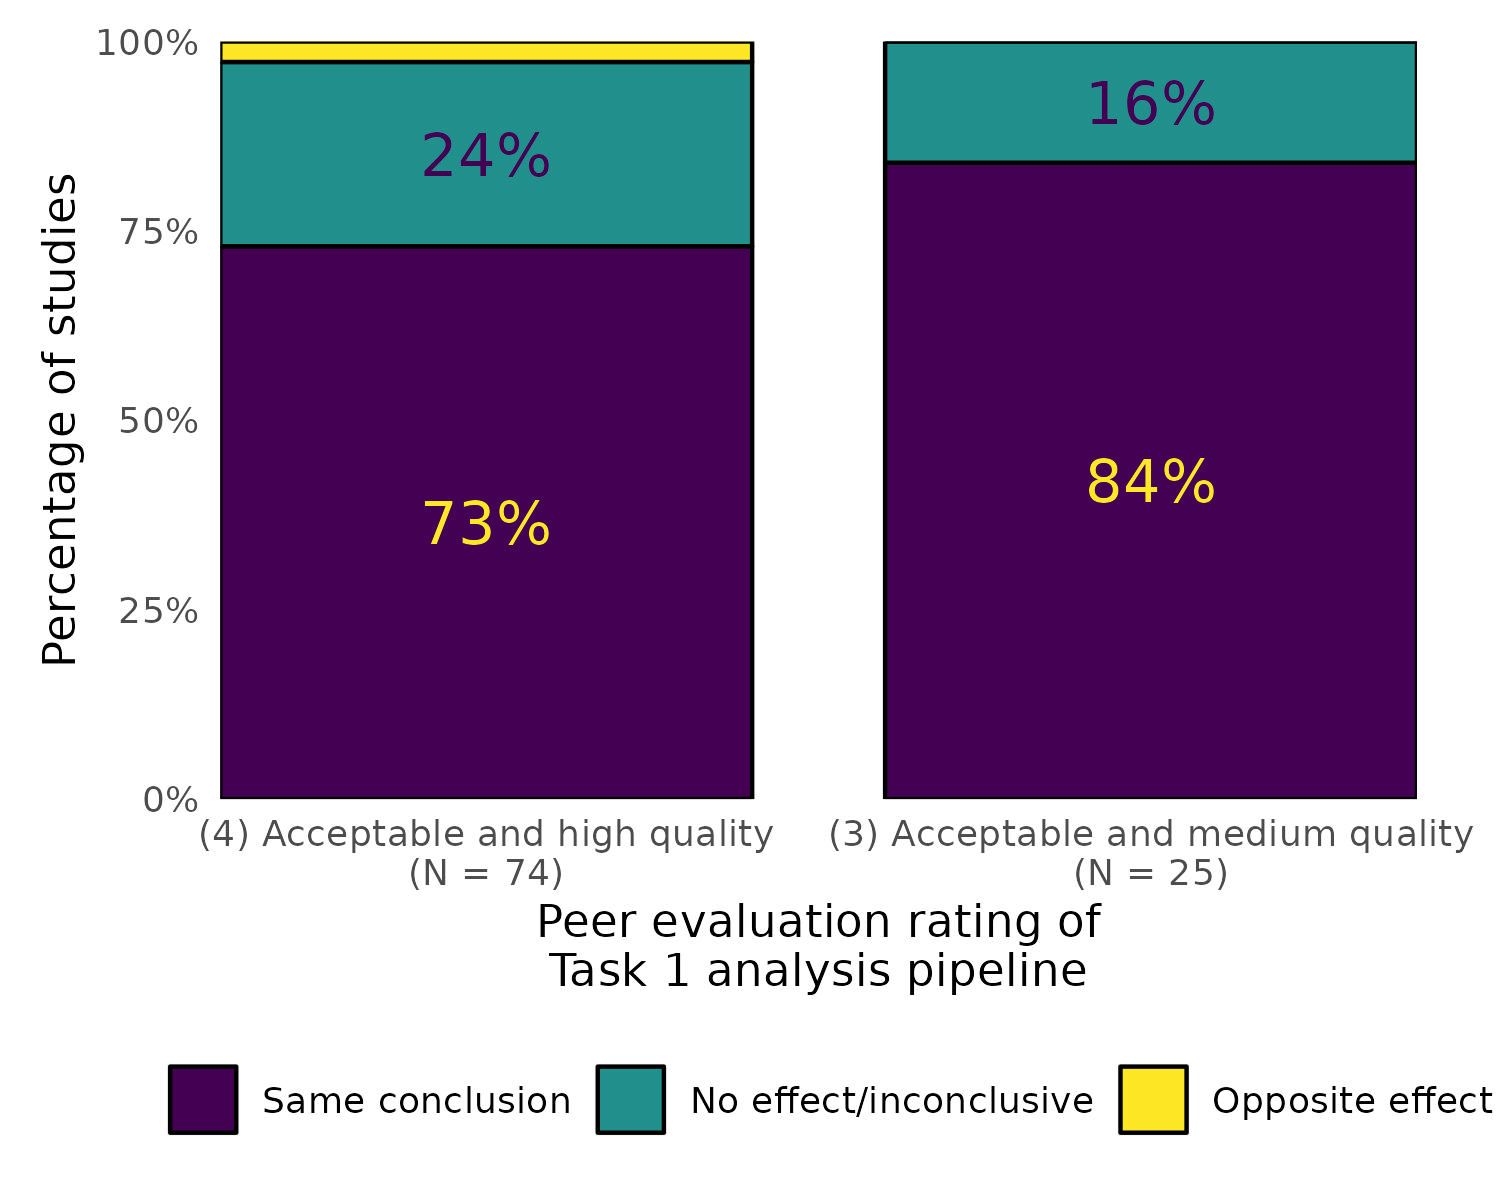 Percentage of studies
100%
75%
50%
25%
0%
24%
73%
16%
84%
(4) Acceptable and high quality
(N = 74)
(3) Acceptable and medium quality
(N = 25)
Peer evaluation rating of
Task 1 analysis pipeline
Same conclusion
No effect/inconclusive
Opposite effect